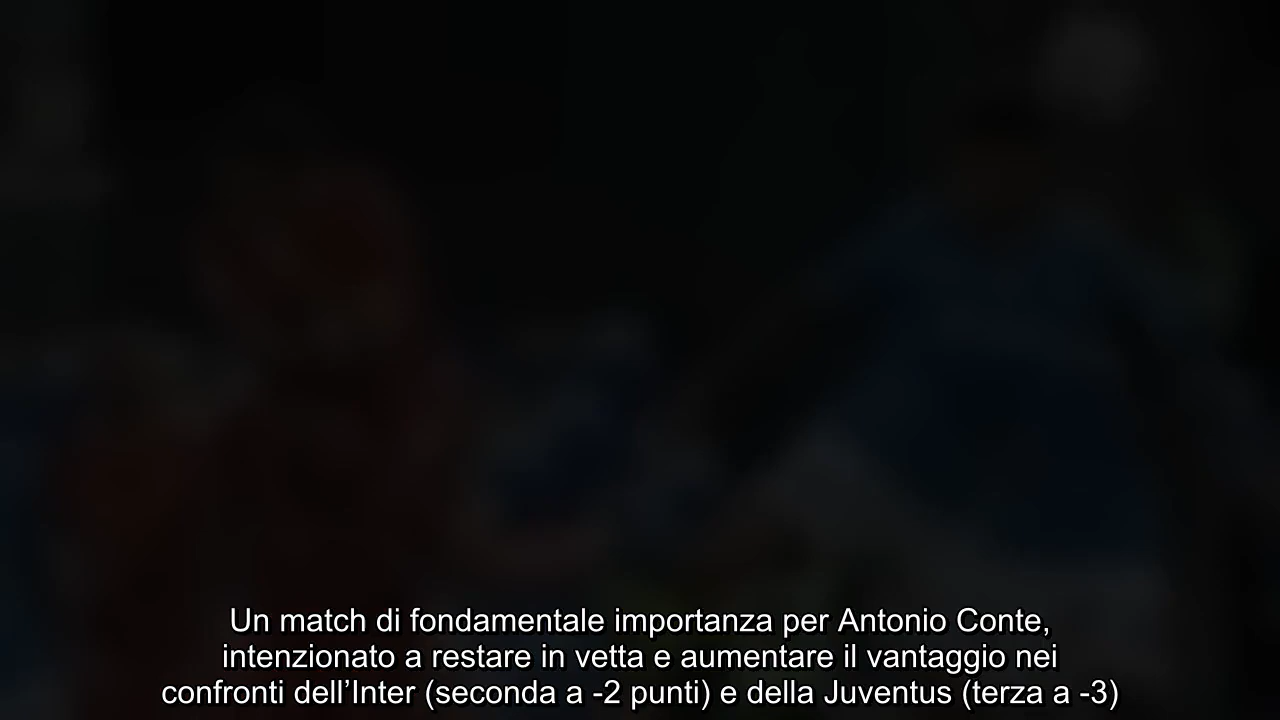 Un match di fondamentale importanza per Antonio Conte,
intenzionato a restare in vetta e aumentare il vantaggio nei
confronti dell’Inter (seconda a -2 punti) e della Juventus (terza a -3)